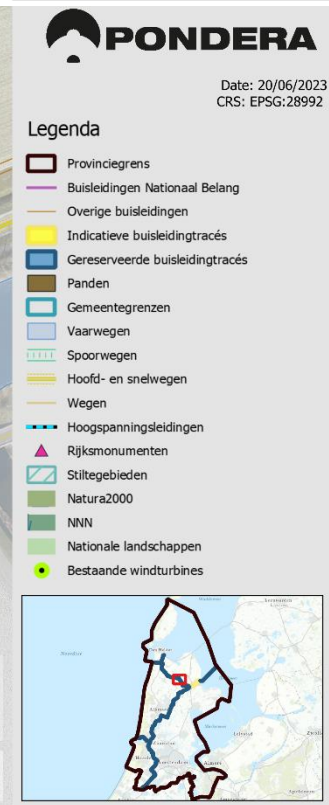 PONDERA
Date: 20/06/2023
CRS: EPSG:28992
Legenda
Provinciegrens
Buisleidingen Nationaal Belang
Overige buisleidingen
Indicatieve buisleidingtracés
Gereserveerde buisleidingtracés
Panden
Gemeentegrenzen
Vaarwegen
Spoorwegen
Hoofd- en snelwegen
Wegen
Hoogspanningsleidingen
Rijksmonumenten
Stiltegebieden
Natura2000
NNN
Nationale landschappen
Bestaande windturbines